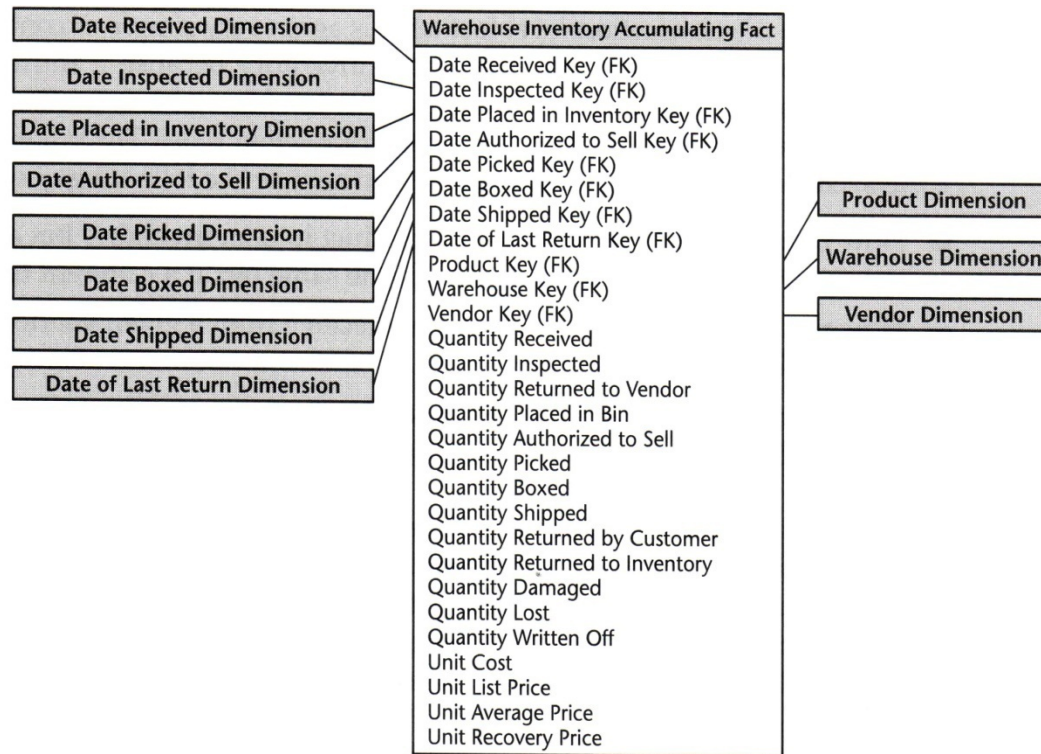 Date Received Dimension
Date Inspected Dimension
Date Placed in Inventory Dimension
Date Authorized to Sell Dimension
Date Picked Dimension
Date Boxed Dimension
Date Shipped Dimension
Date of Last Return Dimension
Warehouse Inventory Accumulating Fact
Date Received Key (FK)
Date Inspected Key (FK)
Date Placed in Inventory Key (FK)
Date Authorized to Sell Key (FK)
Date Picked Key (FK)
Date Boxed Key (FK)
Date Shipped Key (FK)
Date of Last Return Key (FK)
Product Key (FK)
Warehouse Key (FK)
Vendor Key (FK)
Quantity Received
Quantity Inspected
Quantity Returned to Vendor
Quantity Placed in Bin
Quantity Authorized to Sell
Quantity Picked
Quantity Boxed
Quantity Shipped
Quantity Returned by Customer
Quantity Returned to Inventory
Quantity Damaged
Quantity Lost
Quantity Written Off
Unit Cost
Unit List Price
Unit Average Price
Unit Recovery Price
Product Dimension
Warehouse Dimension
Vendor Dimension